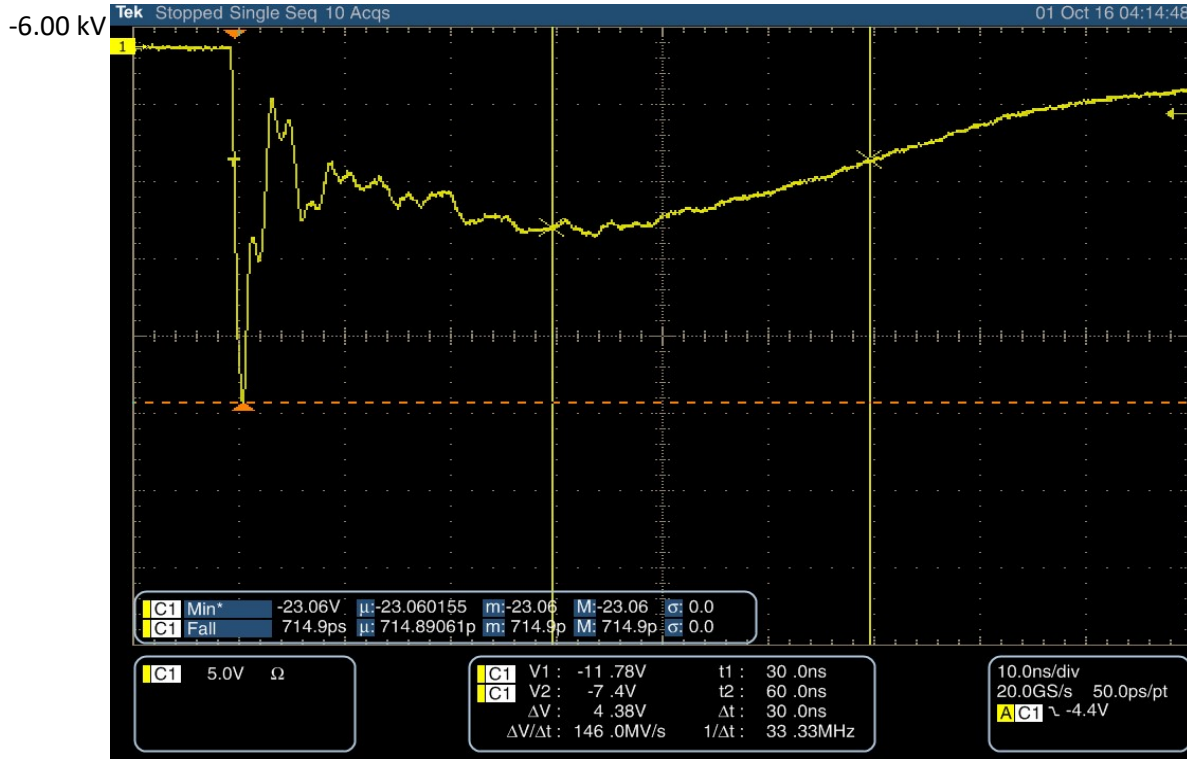 Tek Stopped Single Seq 10 Acqs 01 Oct 16 04:14:48
-6.00 kV
1
C1 Min* -23.06V μ:-23.060155 m:-23.06 M:-23.06 σ: 0.0
C1 Fall 714.9ps μ: 714.89061p m: 714.9p M: 714.9p σ: 0.0
C1 5.0V Ω
C1 V1 : -11 .78V t1 : 30 .0ns
C1 V2 : -7 .4V t2 : 60 .0ns
ΔV : 4 .38V Δt : 30 .0ns
ΔV/Δt : 146 .0MV/s 1/Δt : 33 .33MHz
10.0ns/div
20.0GS/s 50.0ps/pt
A C1 -4.4V